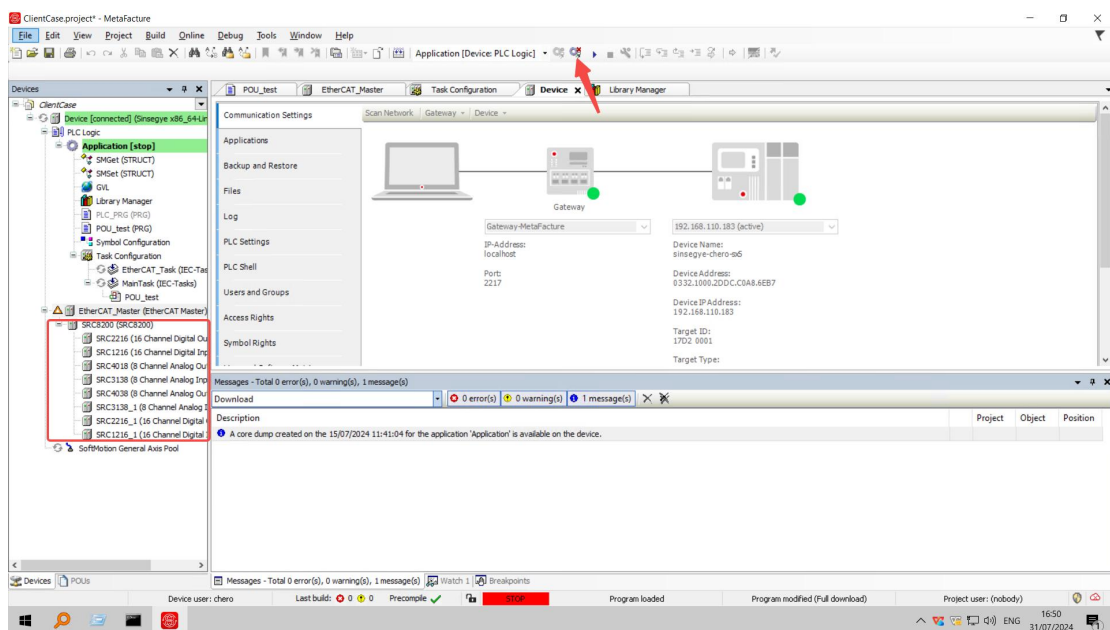 ClientCase.project* - MetaFacture
File Edit View Project Build Online Debug Tools Window Help
Application [Device: PLC Logic]
Devices
ClientCase
Device [connected] (Sinsegye x86_64-Lin
PLC Logic
Application [stop]
SMGet (STRUCT)
SMSet (STRUCT)
GVL
Library Manager
PLC_PRG (PRG)
POU_test (PRG)
Symbol Configuration
Task Configuration
EtherCAT_Task (IEC-Tas
MainTask (IEC-Tasks)
POU_test
EtherCAT_Master (EtherCAT Master)
SRC8200 (SRC8200)
SRC2216 (16 Channel Digital Ou
SRC1216 (16 Channel Digital Inp
SRC4018 (8 Channel Analog Ou
SRC3138 (8 Channel Analog Inp
SRC4038 (8 Channel Analog Ou
SRC3138_1 (8 Channel Analog I
SRC2216_1 (16 Channel Digital
SRC1216_1 (16 Channel Digital
SoftMotion General Axis Pool
Devices POUs
POU_test EtherCAT_Master Task Configuration Device Library Manager
Communication Settings
Applications
Backup and Restore
Files
Log
PLC Settings
PLC Shell
Users and Groups
Access Rights
Symbol Rights
Scan Network Gateway Device
Gateway
Gateway-MetaFacture
IP-Address:
localhost
Port:
2217
192.168.110.183 (active)
Device Name:
sinsegye-chero-sx5
Device Address:
0332.1000.2DDC.C0A8.6EB7
Device IP Address:
192.168.110.183
Target ID:
17D2 0001
Target Type:
Messages - Total 0 error(s), 0 warning(s), 1 message(s)
Download 0 error(s) 0 warning(s) 1 message(s)
Description Project Object Position
A core dump created on the 15/07/2024 11:41:04 for the application 'Application' is available on the device.
Messages - Total 0 error(s), 0 warning(s), 1 message(s) Watch 1 Breakpoints
Device user: chero Last build: 0 0 Precompile STOP Program loaded Program modified (Full download) Project user: (nobody)
ENG 16:50
31/07/2024